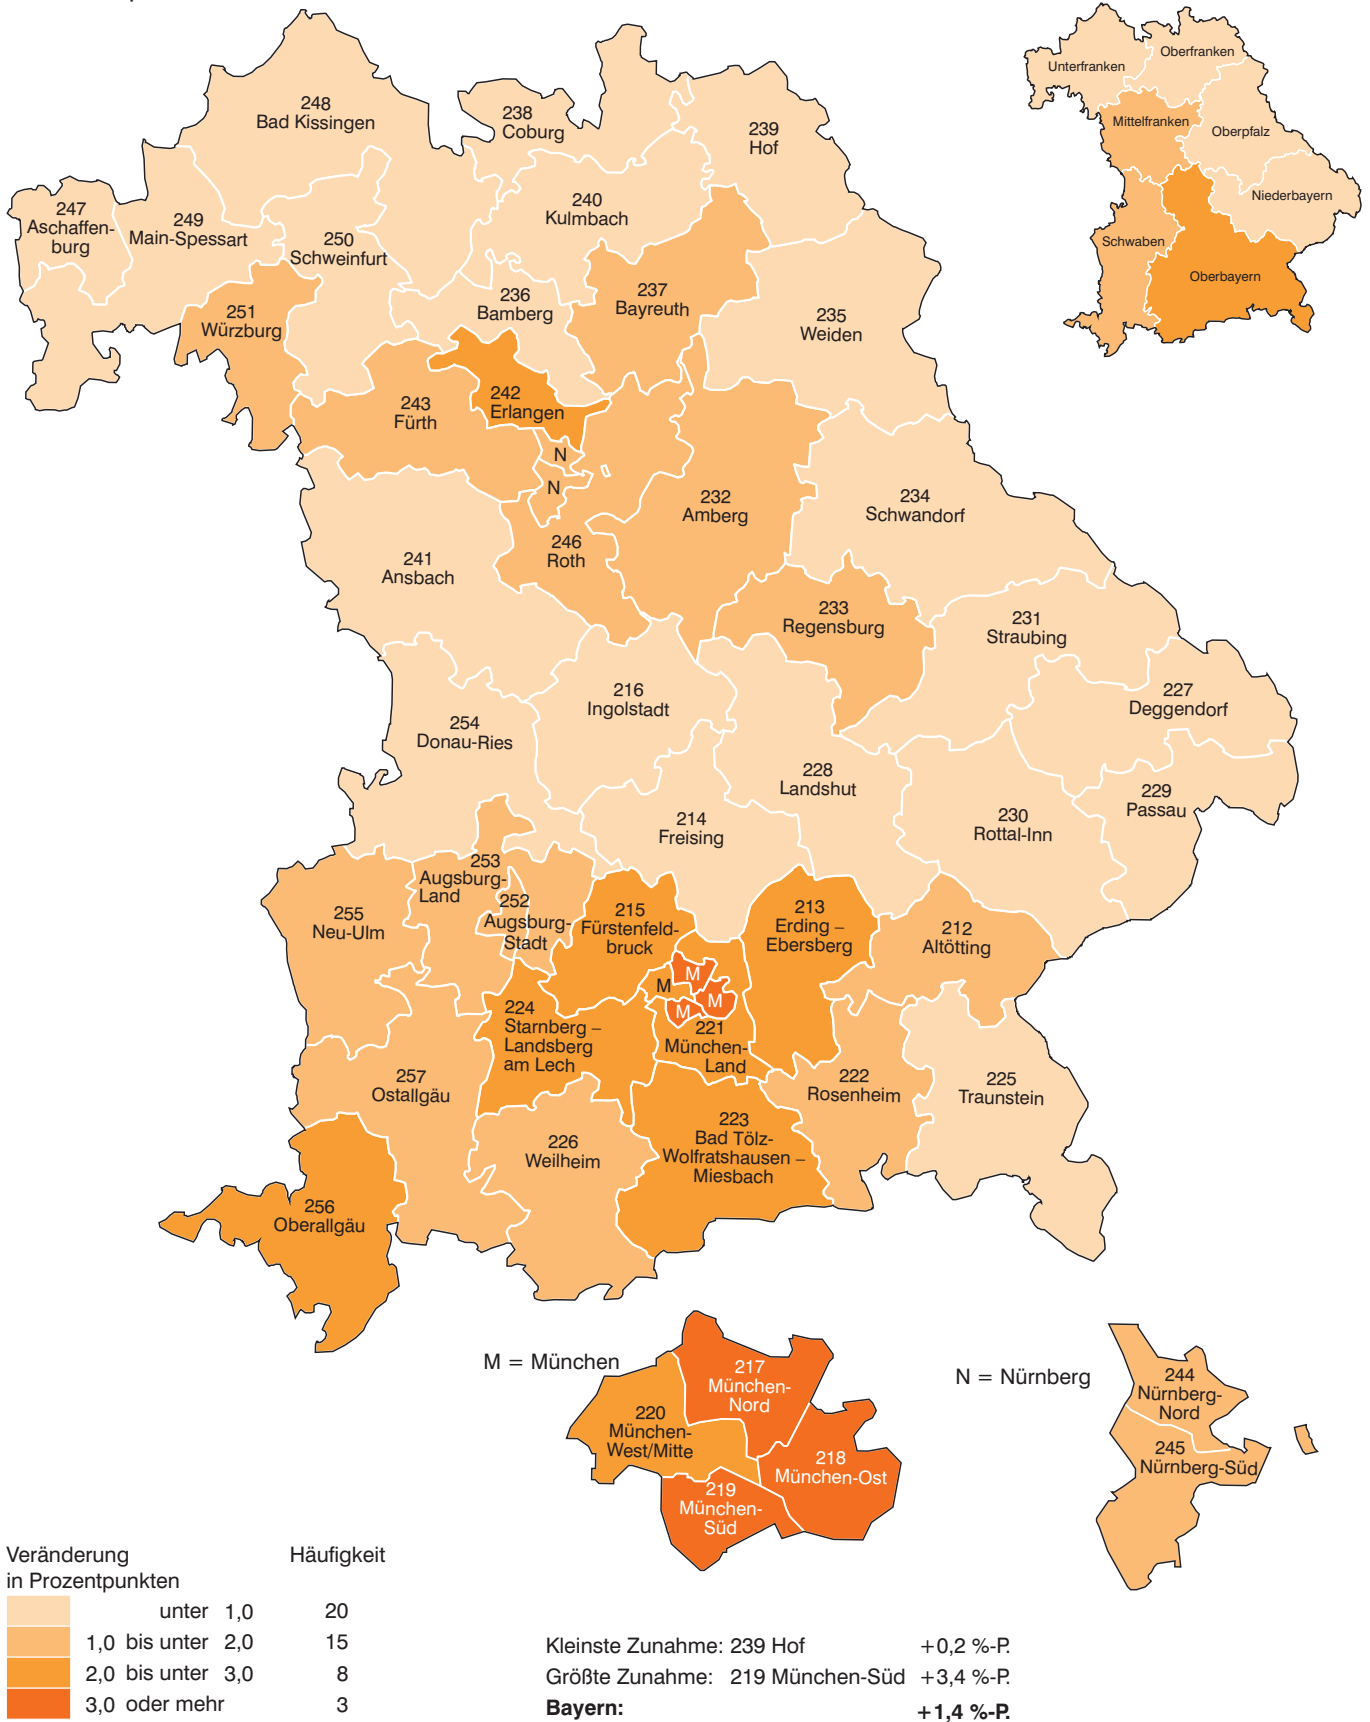 248
Bad Kissingen
238
Coburg
239
Hof
247
Aschaffen-
burg
249
Main-Spessart
250
Schweinfurt
240
Kulmbach
251
Würzburg
236
Bamberg
237
Bayreuth
235
Weiden
243
Fürth
242
Erlangen
N
N
232
Amberg
234
Schwandorf
241
Ansbach
246
Roth
233
Regensburg
231
Straubing
216
Ingolstadt
227
Deggendorf
254
Donau-Ries
228
Landshut
229
Passau
214
Freising
230
Rottal-Inn
253
Augsburg-
Land
252
Augsburg-
Stadt
255
Neu-Ulm
215
Fürstenfeld-
bruck
213
Erding –
Ebersberg
212
Altötting
M
M
M
M
224
Starnberg –
Landsberg
am Lech
221
München-
Land
257
Ostallgäu
222
Rosenheim
225
Traunstein
226
Weilheim
223
Bad Tölz-
Wolfratshausen –
Miesbach
256
Oberallgäu
Unterfranken
Oberfranken
Mittelfranken
Oberpfalz
Niederbayern
Schwaben
Oberbayern
M = München
217
München-
Nord
220
München-
West/Mitte
218
München-Ost
219
München-
Süd
N = Nürnberg
244
Nürnberg-
Nord
245
Nürnberg-Süd
Veränderung Häufigkeit
in Prozentpunkten
unter 1,0 20
1,0 bis unter 2,0 15
2,0 bis unter 3,0 8
3,0 oder mehr 3
Kleinste Zunahme: 239 Hof +0,2 %-P.
Größte Zunahme: 219 München-Süd +3,4 %-P.
Bayern: +1,4 %-P.